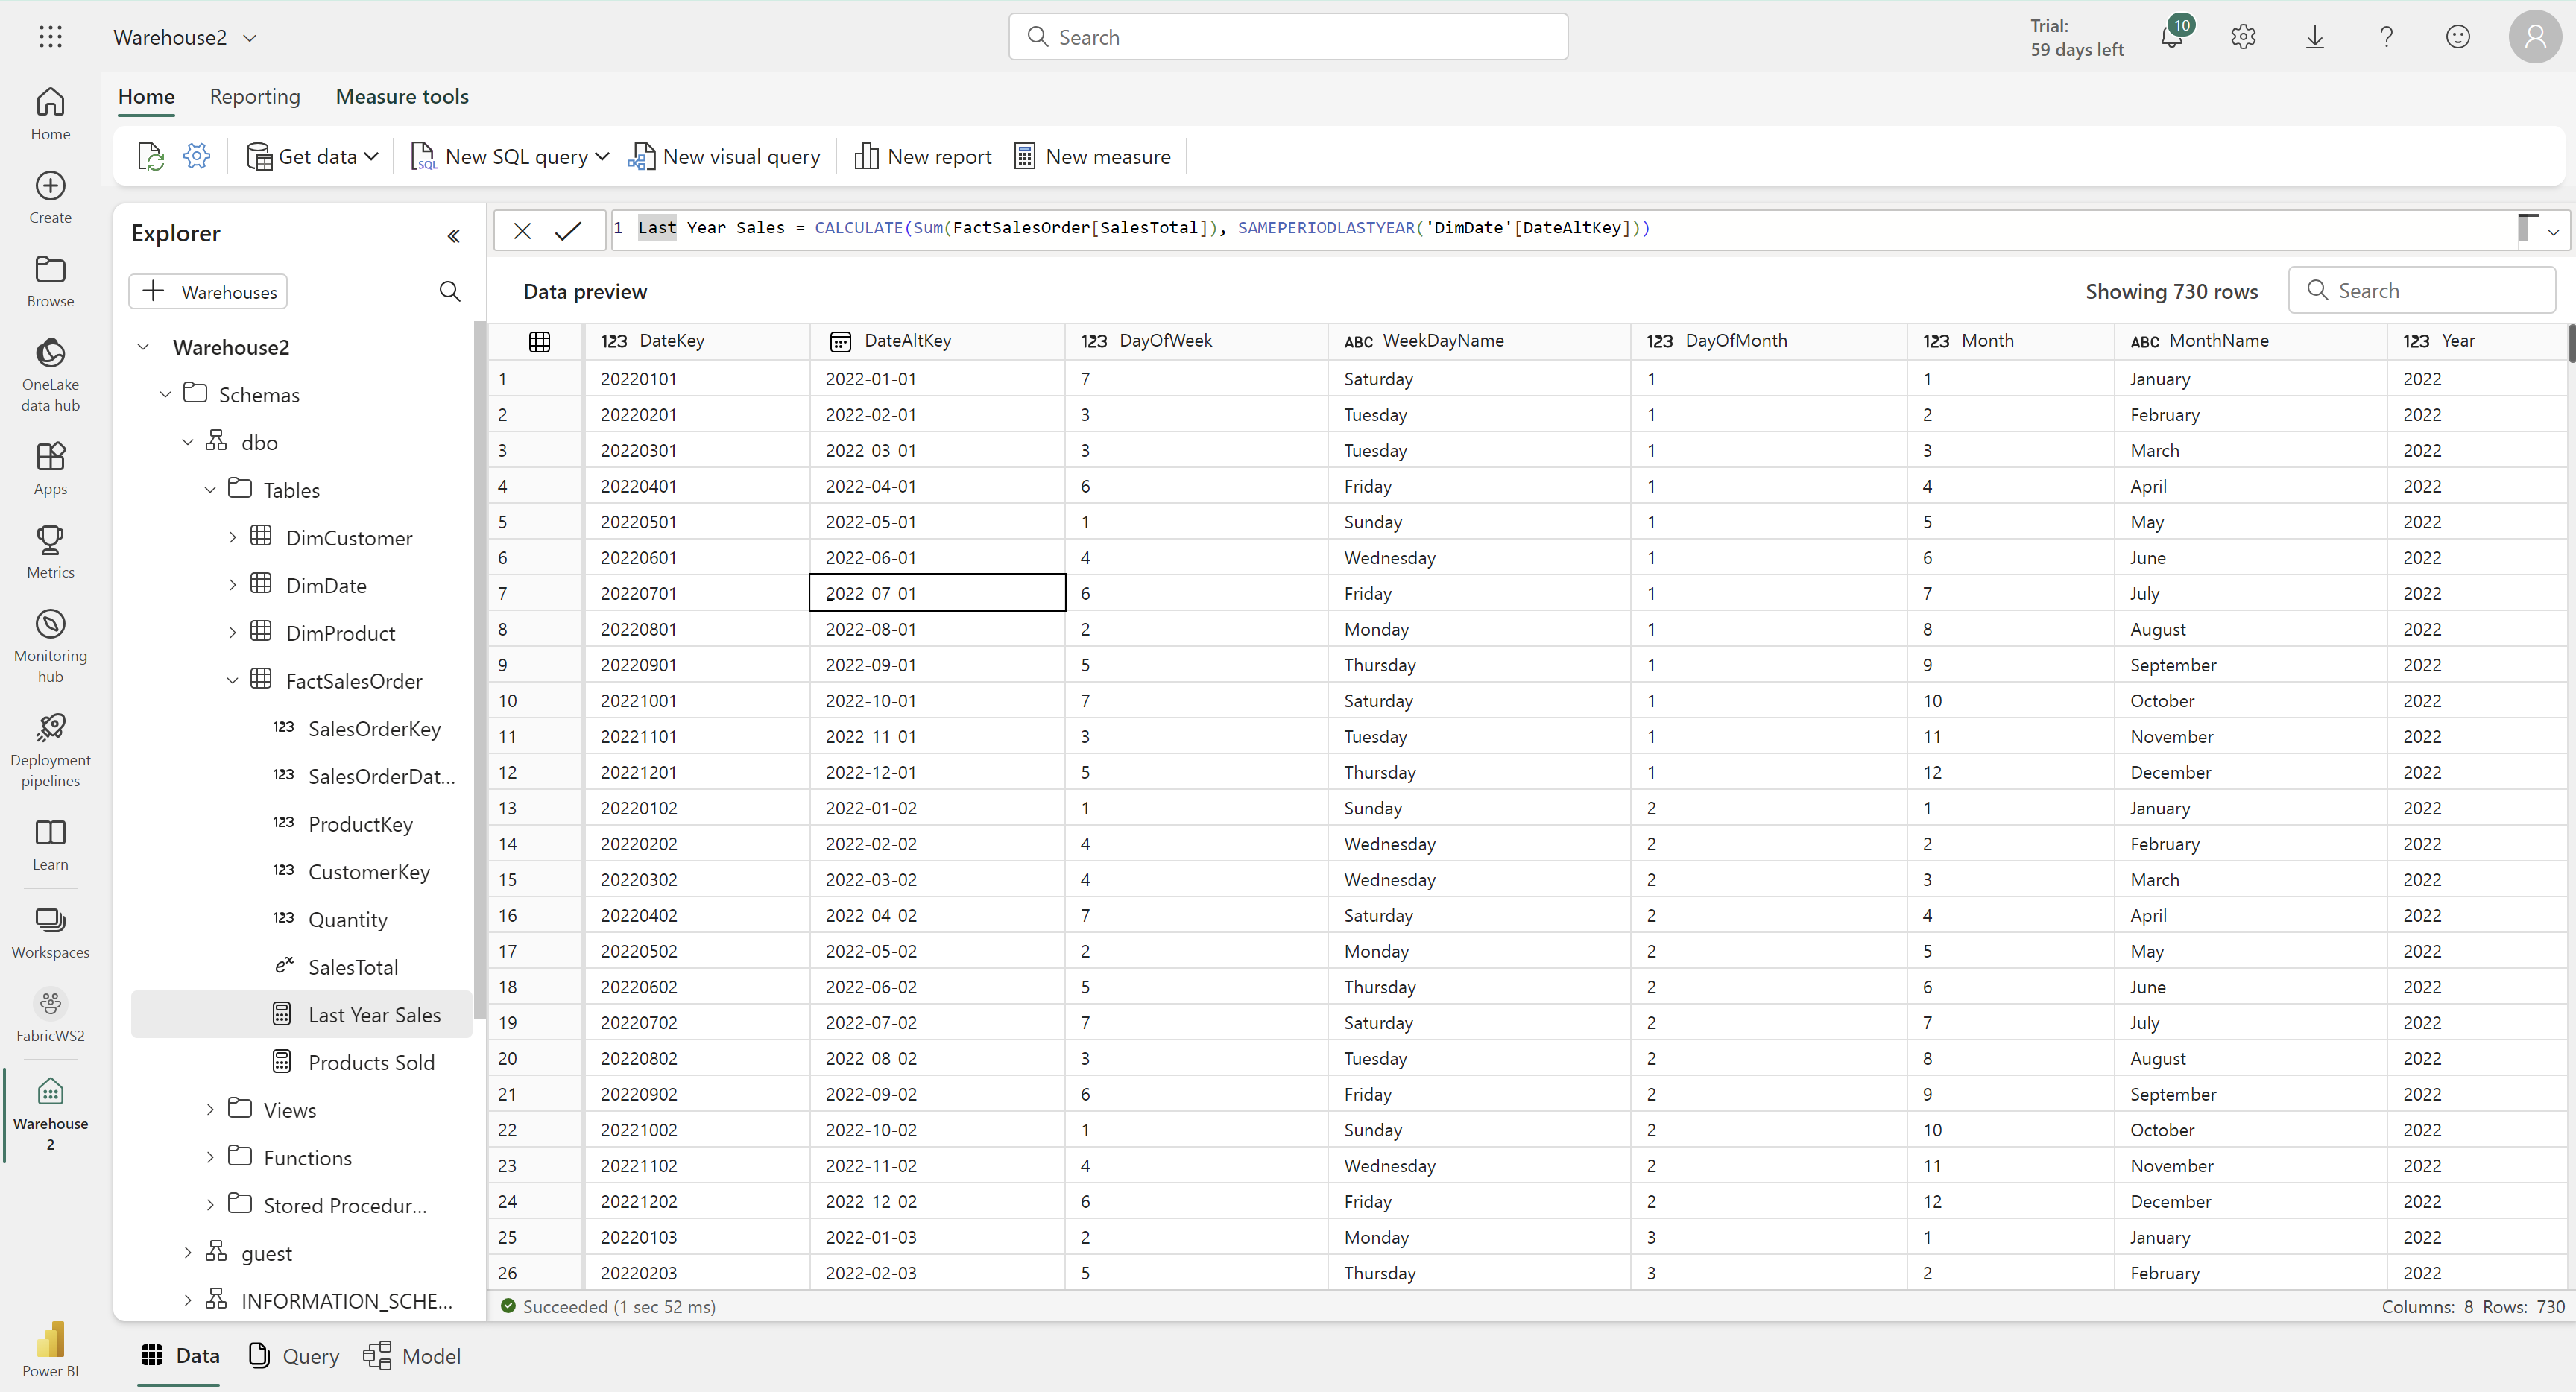 Warehouse2
Search
Trial:
59 days left
10
Home
Reporting
Measure tools
Get data
New SQL query
New visual query
New report
New measure
Home
Create
Browse
OneLake
data hub
Apps
Metrics
Monitoring
hub
Deployment
pipelines
Learn
Workspaces
FabricWS2
Warehouse
2
Power BI
Explorer
Warehouses
Warehouse2
Schemas
dbo
Tables
DimCustomer
DimDate
DimProduct
FactSalesOrder
123 SalesOrderKey
123 SalesOrderDat...
123 ProductKey
123 CustomerKey
123 Quantity
ex SalesTotal
Last Year Sales
Products Sold
Views
Functions
Stored Procedur...
guest
INFORMATION_SCHE...
1 Last Year Sales = CALCULATE(Sum(FactSalesOrder[SalesTotal]), SAMEPERIODLASTYEAR('DimDate'[DateAltKey]))
Data preview
Showing 730 rows
Search
123 DateKey DateAltKey 123 DayOfWeek ABC WeekDayName 123 DayOfMonth 123 Month ABC MonthName 123 Year
1 20220101 2022-01-01 7 Saturday 1 1 January 2022
2 20220201 2022-02-01 3 Tuesday 1 2 February 2022
3 20220301 2022-03-01 3 Tuesday 1 3 March 2022
4 20220401 2022-04-01 6 Friday 1 4 April 2022
5 20220501 2022-05-01 1 Sunday 1 5 May 2022
6 20220601 2022-06-01 4 Wednesday 1 6 June 2022
7 20220701 2022-07-01 6 Friday 1 7 July 2022
8 20220801 2022-08-01 2 Monday 1 8 August 2022
9 20220901 2022-09-01 5 Thursday 1 9 September 2022
10 20221001 2022-10-01 7 Saturday 1 10 October 2022
11 20221101 2022-11-01 3 Tuesday 1 11 November 2022
12 20221201 2022-12-01 5 Thursday 1 12 December 2022
13 20220102 2022-01-02 1 Sunday 2 1 January 2022
14 20220202 2022-02-02 4 Wednesday 2 2 February 2022
15 20220302 2022-03-02 4 Wednesday 2 3 March 2022
16 20220402 2022-04-02 7 Saturday 2 4 April 2022
17 20220502 2022-05-02 2 Monday 2 5 May 2022
18 20220602 2022-06-02 5 Thursday 2 6 June 2022
19 20220702 2022-07-02 7 Saturday 2 7 July 2022
20 20220802 2022-08-02 3 Tuesday 2 8 August 2022
21 20220902 2022-09-02 6 Friday 2 9 September 2022
22 20221002 2022-10-02 1 Sunday 2 10 October 2022
23 20221102 2022-11-02 4 Wednesday 2 11 November 2022
24 20221202 2022-12-02 6 Friday 2 12 December 2022
25 20220103 2022-01-03 2 Monday 3 1 January 2022
26 20220203 2022-02-03 5 Thursday 3 2 February 2022
Succeeded (1 sec 52 ms)
Columns: 8 Rows: 730
Data
Query
Model